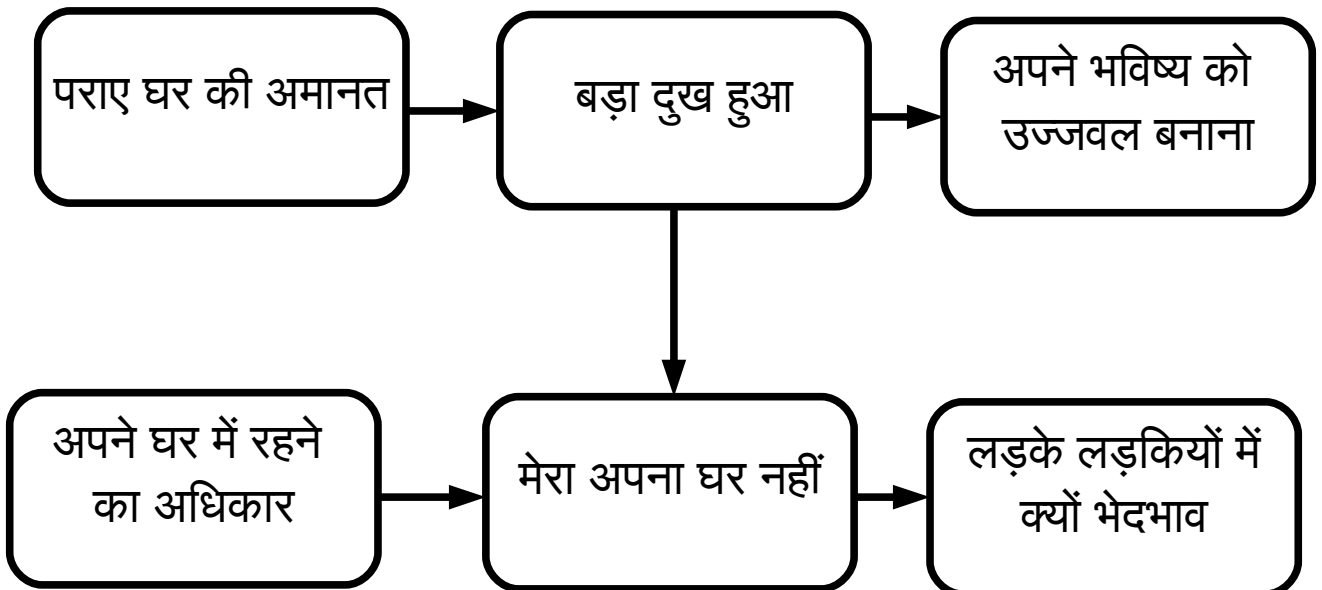 पराए घर की अमानत
बड़ा दुख हुआ
अपने भविष्य को
उज्जवल बनाना
अपने घर में रहने
का अधिकार
मेरा अपना घर नहीं
लड़के लड़कियों में
क्यों भेदभाव